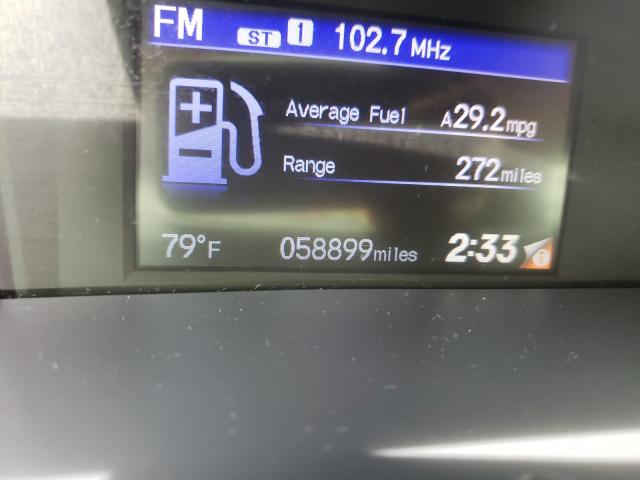 FM ST 1 102.7 MHz
Average Fuel A29.2mpg
Range 272miles
79°F 058899miles 2:33 i